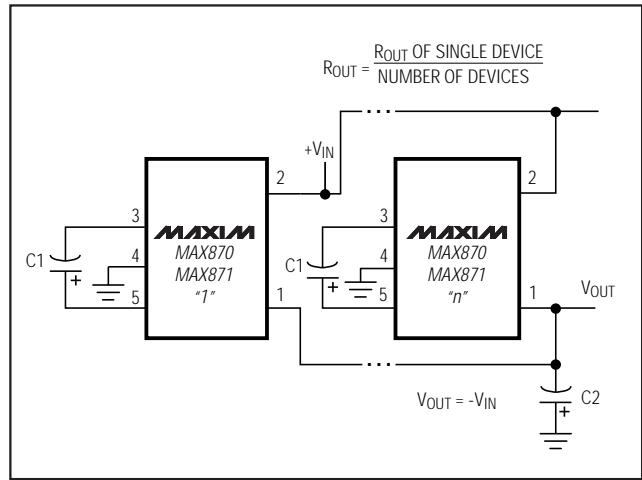 ROUT = ROUT OF SINGLE DEVICE
NUMBER OF DEVICES
+VIN
2
3
MAXIM
MAX870
MAX871
"1"
4
5
1
C1
+
2
3
MAXIM
MAX870
MAX871
"n"
4
5
1
C1
+
VOUT
VOUT = -VIN
C2
+